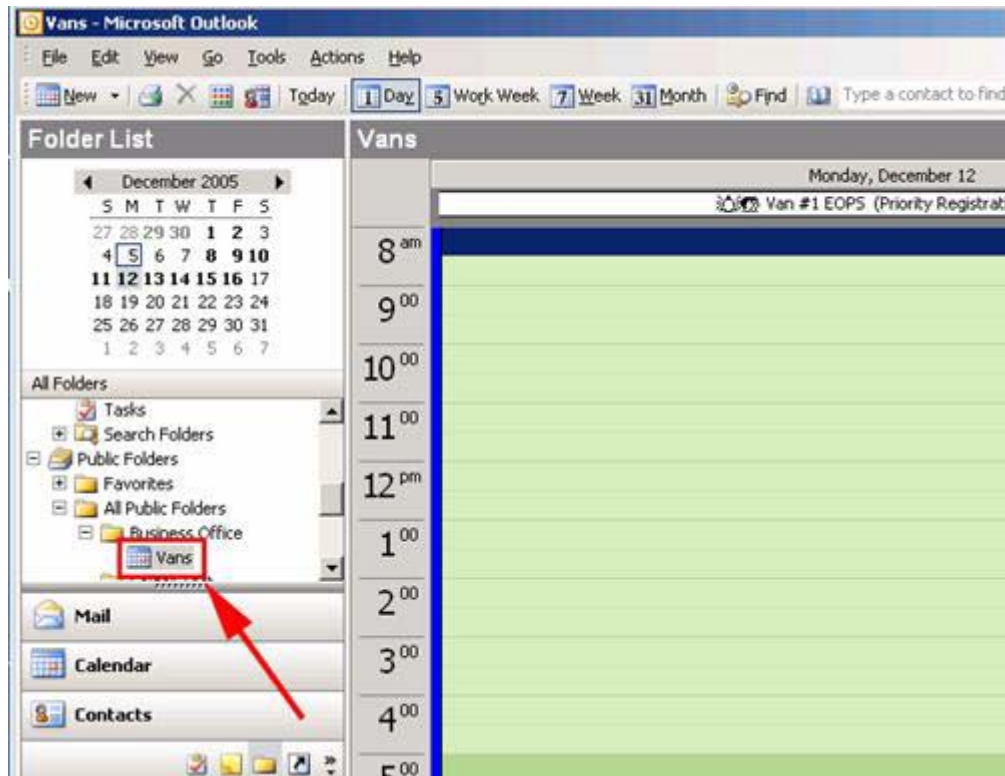 Vans - Microsoft Outlook
File Edit View Go Tools Actions Help
New Today 1 Day 5 Work Week 7 Week 31 Month Find Type a contact to find
Folder List
December 2005
S M T W T F S
27 28 29 30 1 2 3
4 5 6 7 8 9 10
11 12 13 14 15 16 17
18 19 20 21 22 23 24
25 26 27 28 29 30 31
1 2 3 4 5 6 7
All Folders
Tasks
Search Folders
Public Folders
Favorites
All Public Folders
Business Office
Vans
Mail
Calendar
Contacts
Vans
Monday, December 12
Van #1 EOPS (Priority Registrat
8 am
9 00
10 00
11 00
12 pm
1 00
2 00
3 00
4 00
5 00